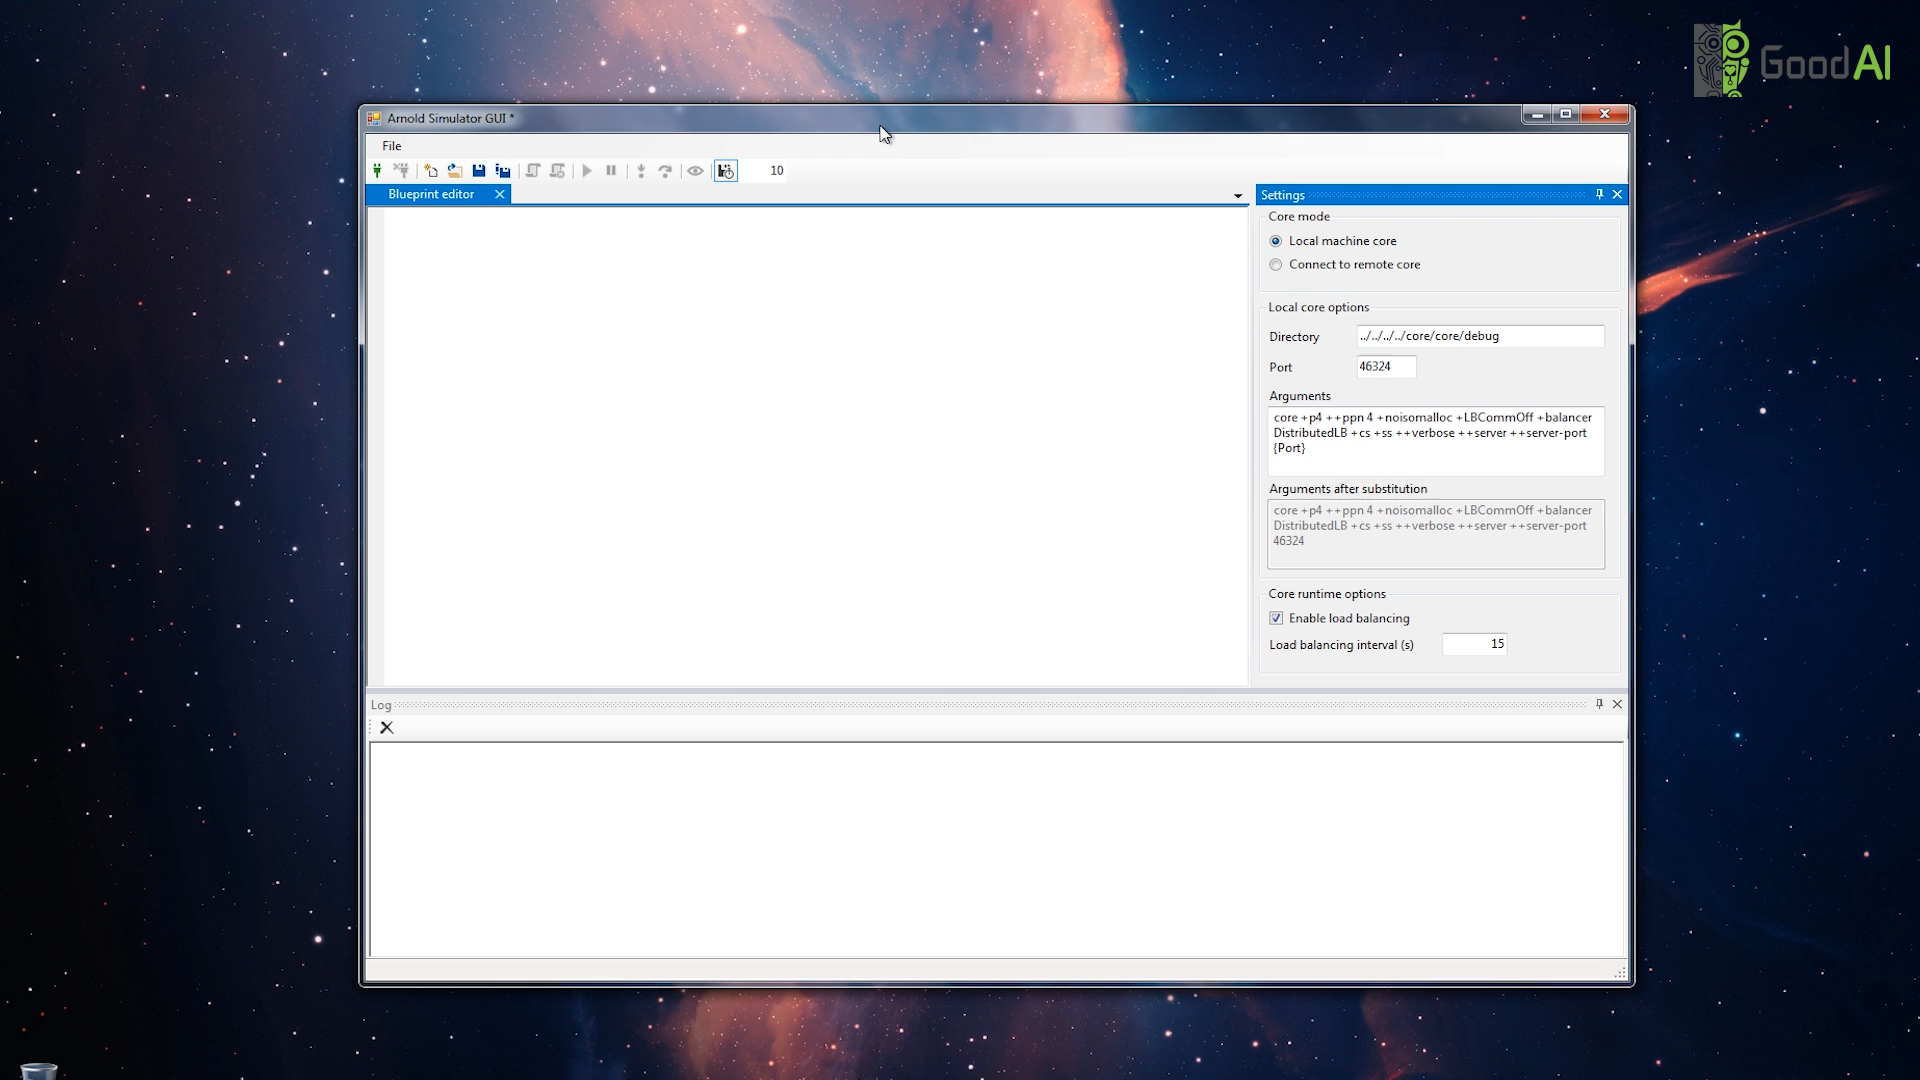 GoodAI
Arnold Simulator GUI *
File
10
Blueprint editor
Settings
Core mode
Local machine core
Connect to remote core
Local core options
Directory ../../../../core/core/debug
Port 46324
Arguments
core +p4 ++ppn 4 +noisomalloc +LBCommOff +balancer
DistributedLB +cs +ss ++verbose ++server ++server-port
{Port}
Arguments after substitution
core +p4 ++ppn 4 +noisomalloc +LBCommOff +balancer
DistributedLB +cs +ss ++verbose ++server ++server-port
46324
Core runtime options
Enable load balancing
Load balancing interval (s) 15
Log